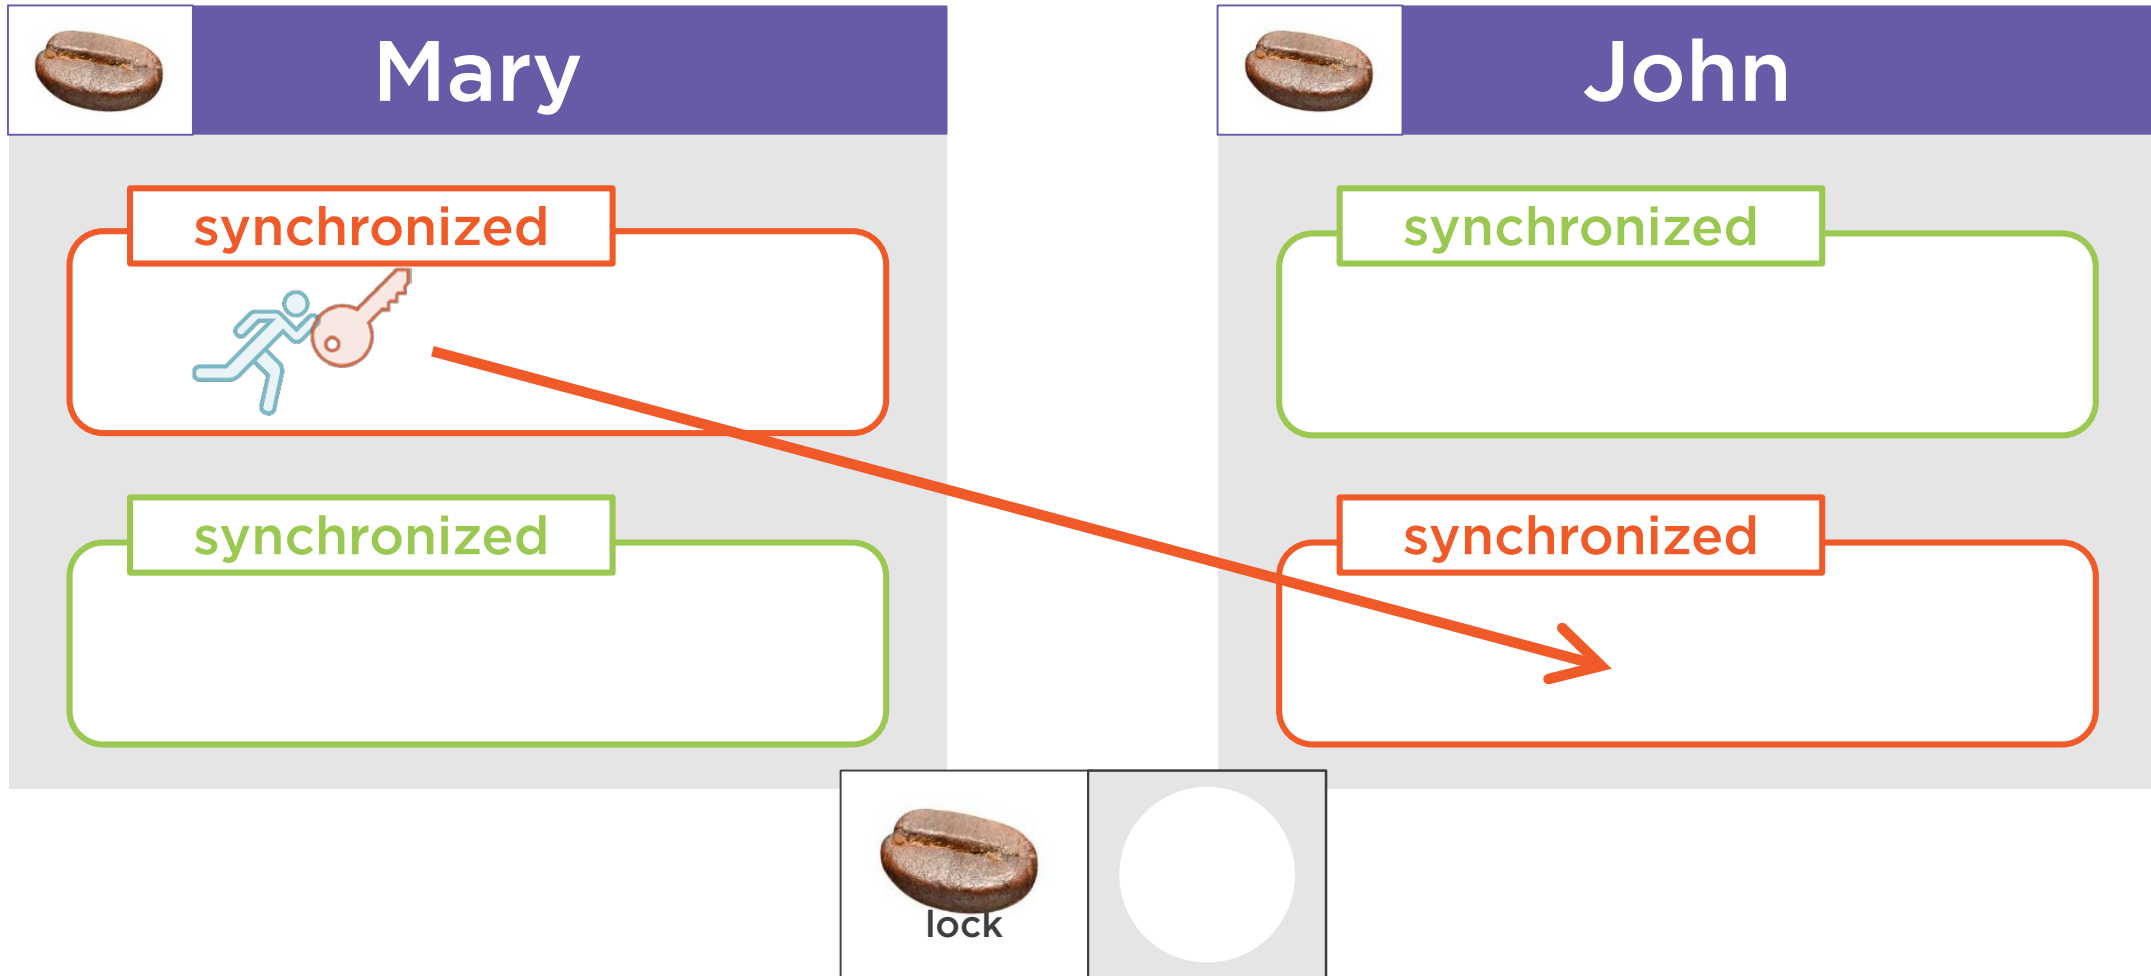 Mary
synchronized
synchronized
John
synchronized
synchronized
lock